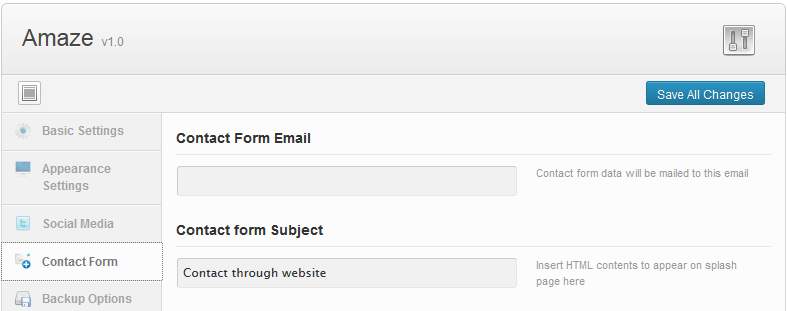 Amaze v1.0
Save All Changes
Basic Settings
Appearance
Settings
Social Media
Contact Form
Backup Options
Contact Form Email
Contact form data will be mailed to this email
Contact form Subject
Contact through website
Insert HTML contents to appear on splash
page here